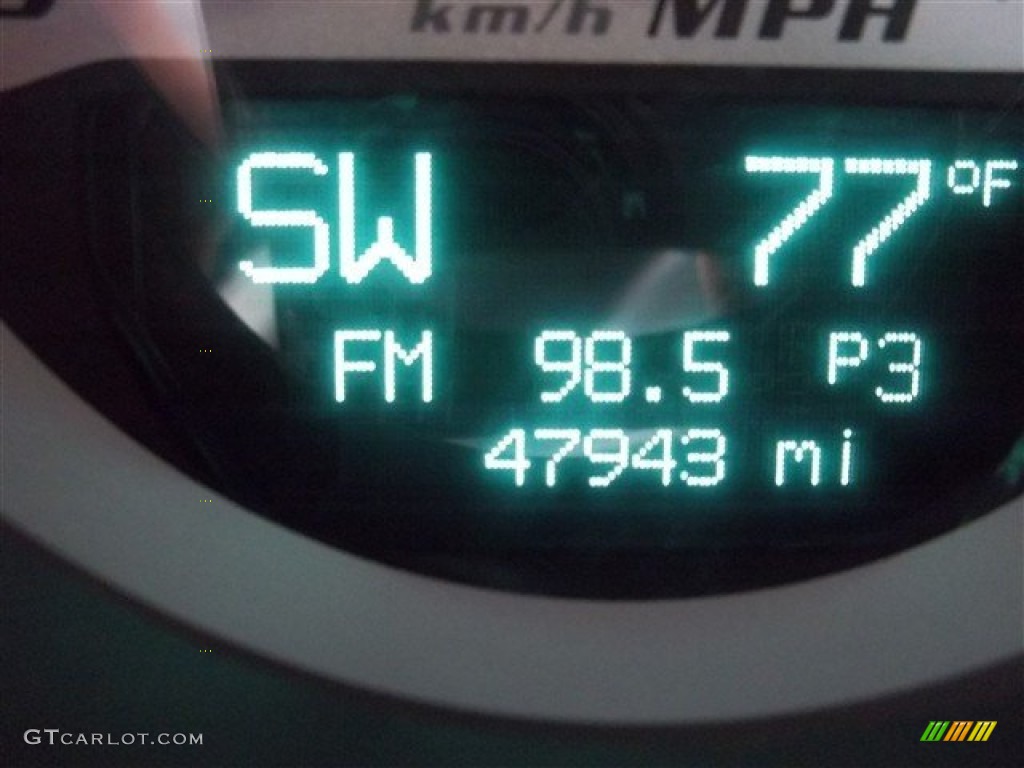 km/h MPH
SW 77°F
FM 98.5 P3
47943 mi
GTCARLOT.COM